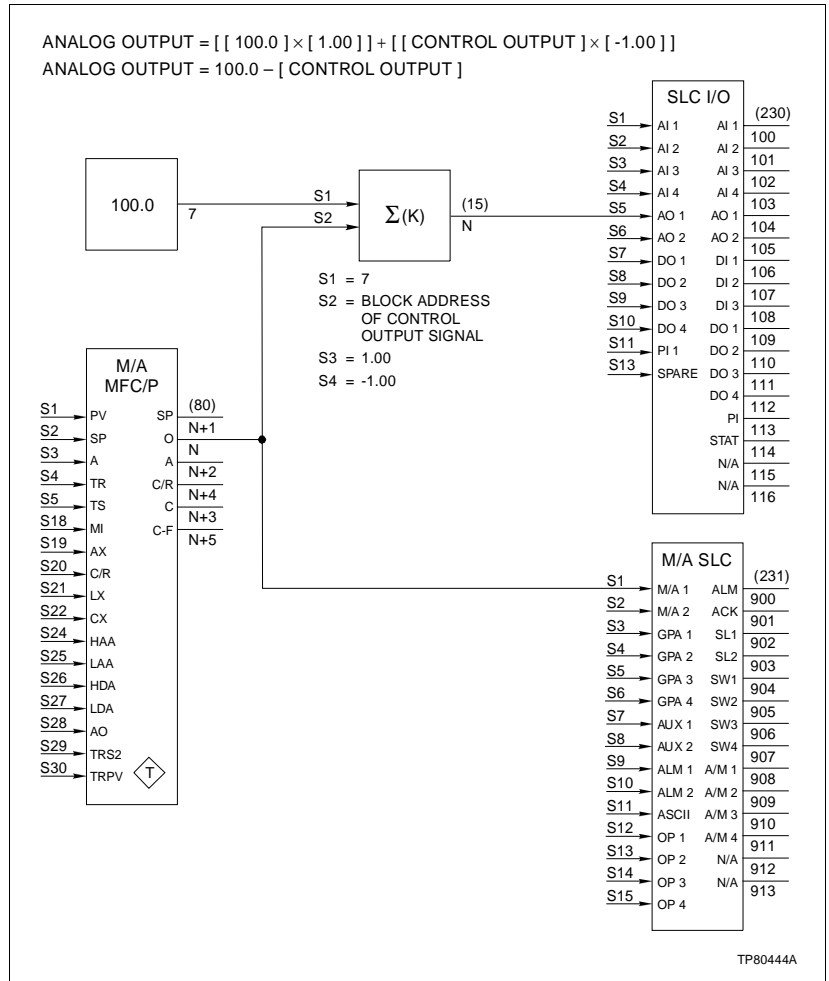 ANALOG OUTPUT = [ [ 100.0 ] × [ 1.00 ] ] + [ [ CONTROL OUTPUT ] × [ -1.00 ] ]
ANALOG OUTPUT = 100.0 – [ CONTROL OUTPUT ]
100.0
7
S1
S2
Σ(K)
(15)
N
S1 = 7
S2 = BLOCK ADDRESS
OF CONTROL
OUTPUT SIGNAL
S3 = 1.00
S4 = -1.00
SLC I/O
(230)
S1 AI 1 AI 1 100
S2 AI 2 AI 2 101
S3 AI 3 AI 3 102
S4 AI 4 AI 4 103
S5 AO 1 AO 1 104
S6 AO 2 AO 2 105
S7 DO 1 DI 1 106
S8 DO 2 DI 2 107
S9 DO 3 DI 3 108
S10 DO 4 DO 1 109
S11 PI 1 DO 2 110
S13 SPARE DO 3 111
DO 4 112
PI 113
STAT 114
N/A 115
N/A 116
M/A
MFC/P
(80)
S1 PV SP N+1
S2 SP O N
S3 A A N+2
S4 TR C/R N+4
S5 TS C N+3
S18 MI C-F N+5
S19 AX
S20 C/R
S21 LX
S22 CX
S24 HAA
S25 LAA
S26 HDA
S27 LDA
S28 AO
S29 TRS2
S30 TRPV T
M/A SLC
(231)
S1 M/A 1 ALM 900
S2 M/A 2 ACK 901
S3 GPA 1 SL1 902
S4 GPA 2 SL2 903
S5 GPA 3 SW1 904
S6 GPA 4 SW2 905
S7 AUX 1 SW3 906
S8 AUX 2 SW4 907
S9 ALM 1 A/M 1 908
S10 ALM 2 A/M 2 909
S11 ASCII A/M 3 910
S12 OP 1 A/M 4 911
S13 OP 2 N/A 912
S14 OP 3 N/A 913
S15 OP 4
TP80444A